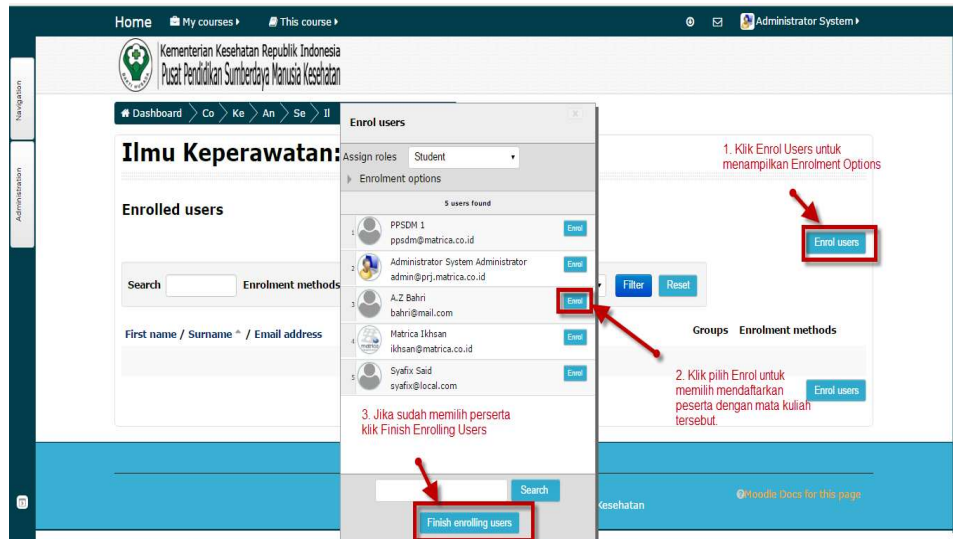 Home My courses This course Administrator System
Kementerian Kesehatan Republik Indonesia
Pusat Pendidikan Sumberdaya Manusia Kesehatan
Navigation
Administration
Dashboard Co Ke An Se Il
Ilmu Keperawatan:
Enrolled users
Search Enrolment methods Filter Reset
First name / Surname / Email address Groups Enrolment methods
Enrol users
Assign roles Student
Enrolment options
5 users found
1 PPSDM 1 Enrol
ppsdm@matrica.co.id
2 Administrator System Administrator Enrol
admin@prj.matrica.co.id
3 A.Z Bahri Enrol
bahri@mail.com
4 Matrica Ikhsan Enrol
ikhsan@matrica.co.id
5 Syafix Said Enrol
syafix@local.com
3. Jika sudah memilih perserta
klik Finish Enrolling Users
Search
Finish enrolling users
1. Klik Enrol Users untuk
menampilkan Enrolment Options
Enrol users
2. Klik pilih Enrol untuk
memilih mendaftarkan
peserta dengan mata kuliah
tersebut.
Enrol users
Kesehatan
Moodle Docs for this page